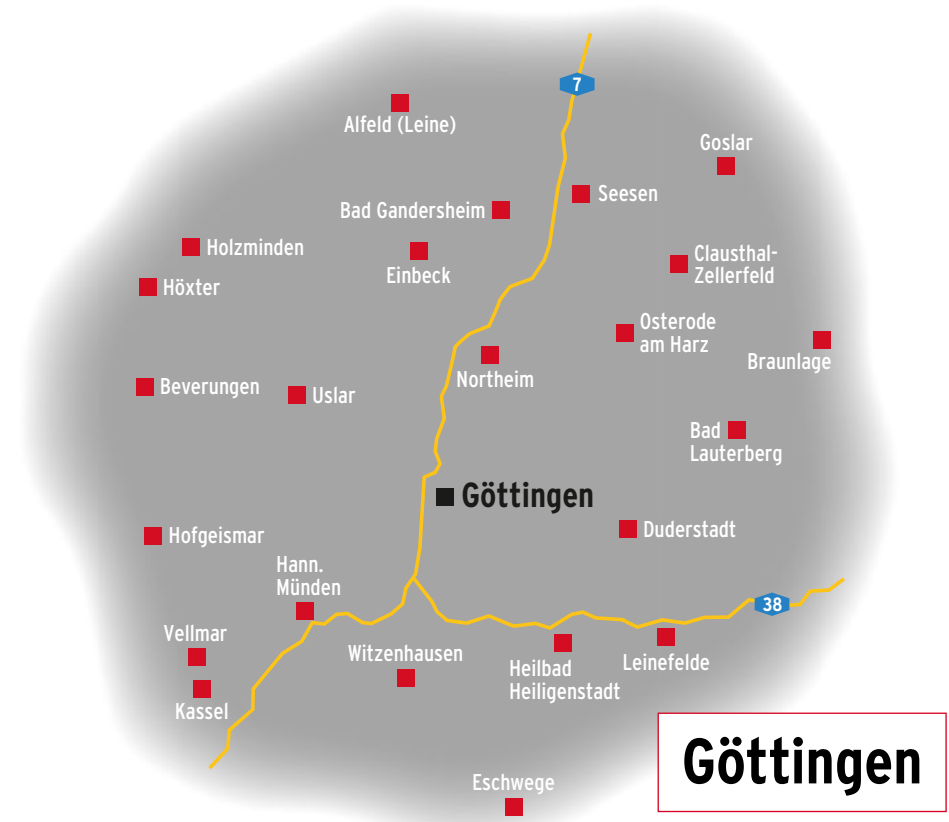 7
Alfeld (Leine)
Goslar
Seesen
Bad Gandersheim
Holzminden
Clausthal-
Zellerfeld
Einbeck
Höxter
Osterode
am Harz
Braunlage
Northeim
Beverungen
Uslar
Bad
Lauterberg
Göttingen
Duderstadt
Hofgeismar
Hann.
Münden
38
Vellmar
Witzenhausen
Heilbad
Heiligenstadt
Leinefelde
Kassel
Göttingen
Eschwege